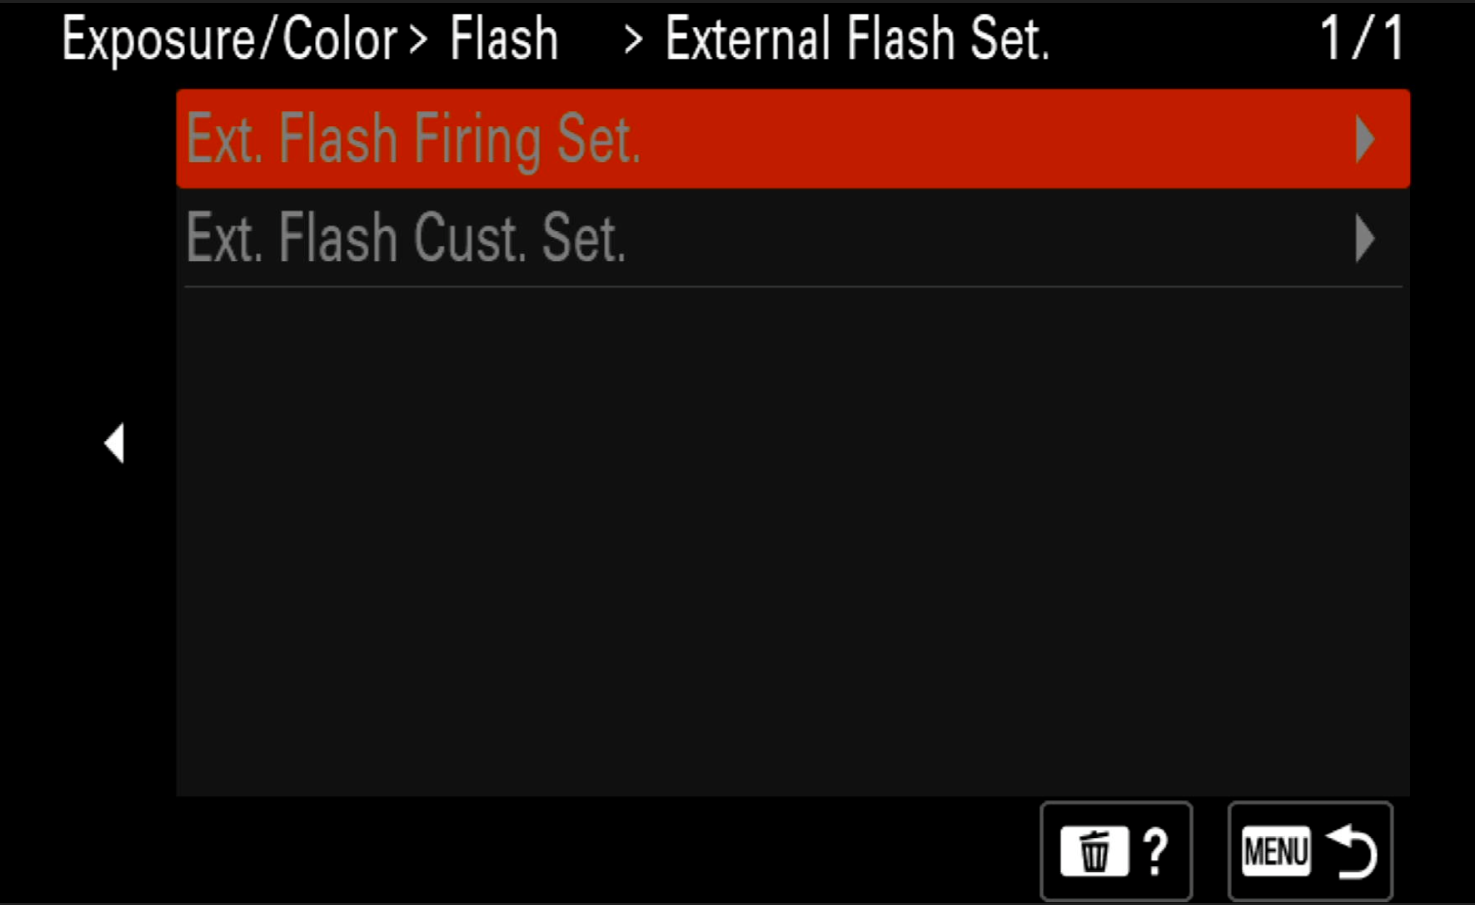 Exposure/Color> Flash > External Flash Set. 1/1
Ext. Flash Firing Set.
Ext. Flash Cust. Set.
? MENU